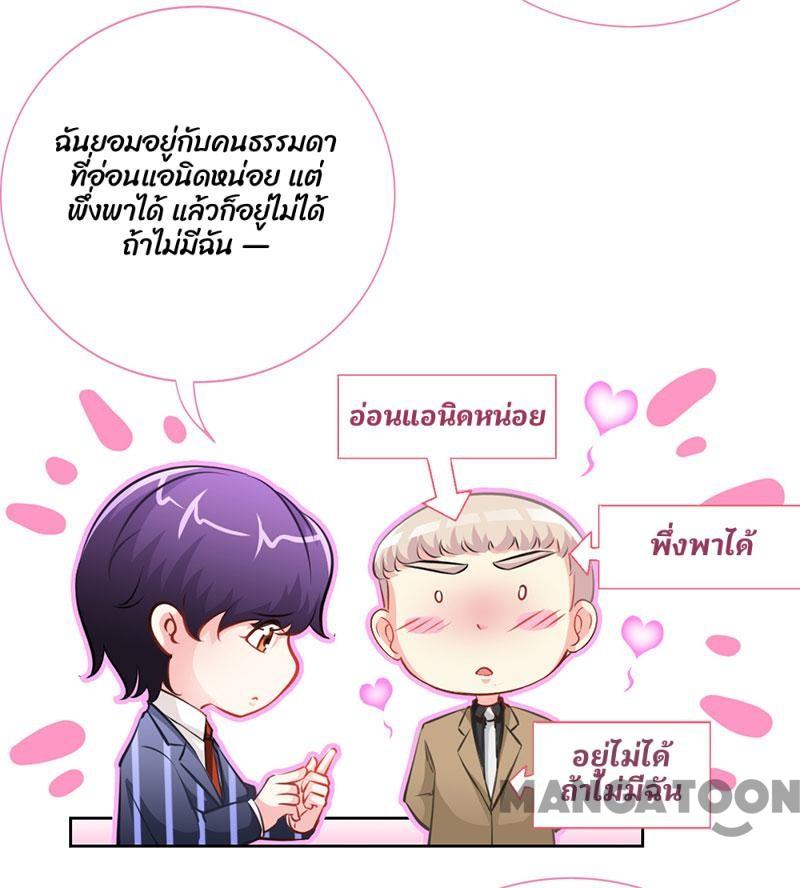 ฉันยอมอยู่กับคนธรรมดา
ที่อ่อนแอนิดหน่อย แต่
พึ่งพาได้ แล้วก็อยู่ไม่ได้
ถ้าไม่มีฉัน —
อ่อนแอนิดหน่อย
พึ่งพาได้
อยู่ไม่ได้
ถ้าไม่มีฉัน
MANGATOON